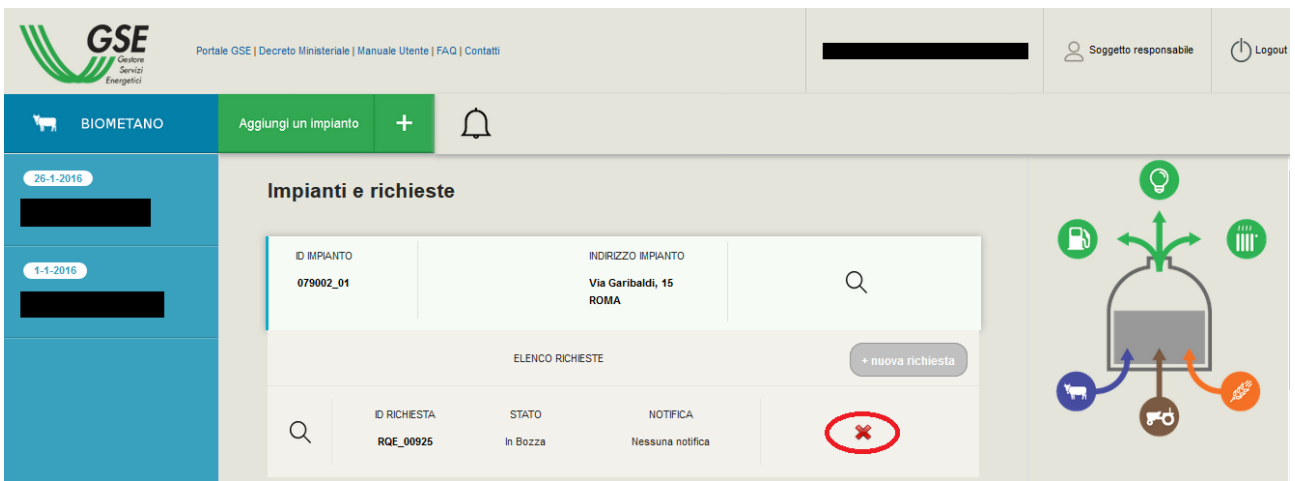 GSE
Gestore
Servizi
Energetici
Portale GSE | Decreto Ministeriale | Manuale Utente | FAQ | Contatti
Soggetto responsabile
Logout
BIOMETANO
Aggiungi un impianto +
26-1-2016
1-1-2016
Impianti e richieste
ID IMPIANTO
079002_01
INDIRIZZO IMPIANTO
Via Garibaldi, 15
ROMA
ELENCO RICHIESTE
+ nuova richiesta
ID RICHIESTA STATO NOTIFICA
RQE_00925 In Bozza Nessuna notifica